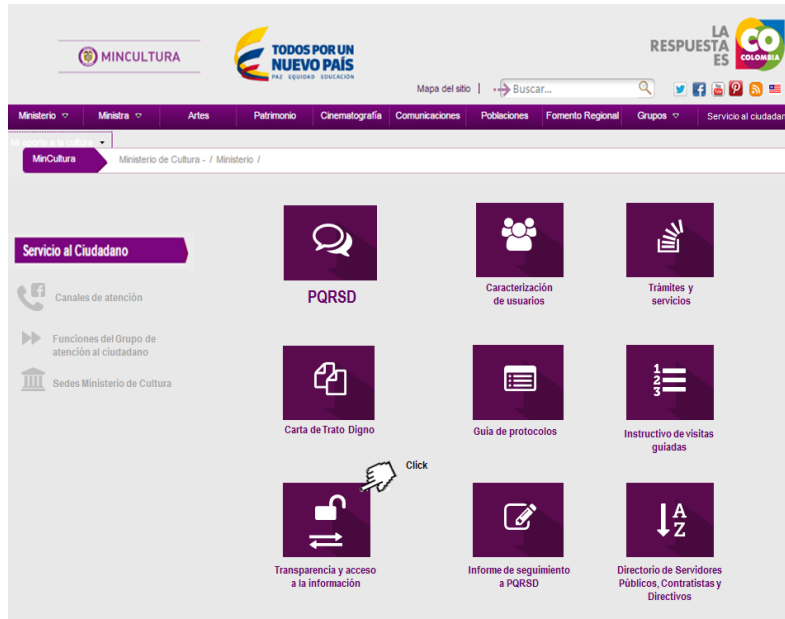 MINCULTURA
TODOS POR UN
NUEVO PAÍS
PAZ EQUIDAD EDUCACIÓN
LA
RESPUESTA
ES
CO
COLOMBIA
Mapa del sitio | Buscar...
Ministerio Ministra Artes Patrimonio Cinematografía Comunicaciones Poblaciones Fomento Regional Grupos Servicio al ciudadan
MinCultura Ministerio de Cultura - / Ministerio /
Servicio al Ciudadano
Canales de atención
Funciones del Grupo de
atención al ciudadano
Sedes Ministerio de Cultura
PQRSD
Caracterización
de usuarios
Trámites y
servicios
Carta de Trato Digno
Guía de protocolos
1
2
3
Instructivo de visitas
guiadas
Click
Transparencia y acceso
a la información
Informe de seguimiento
a PQRSD
A
Z
Directorio de Servidores
Públicos, Contratistas y
Directivos